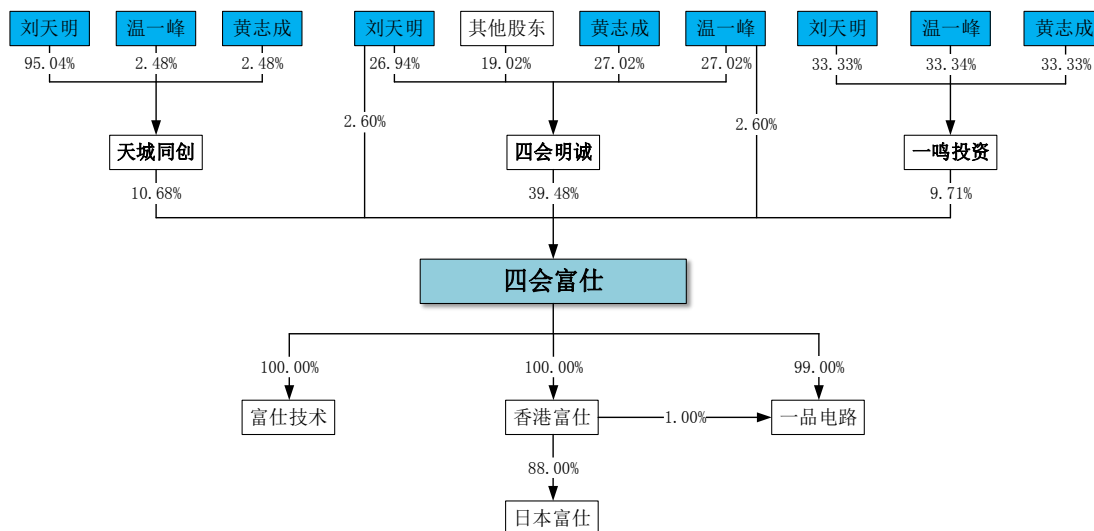 刘天明 温一峰 黄志成 刘天明 其他股东 黄志成 温一峰 刘天明 温一峰 黄志成
95.04% 2.48% 2.48% 26.94% 19.02% 27.02% 27.02% 33.33% 33.34% 33.33%
2.60% 2.60%
天城同创 四会明诚 一鸣投资
10.68% 39.48% 9.71%
四会富仕
100.00% 100.00% 99.00%
富仕技术 香港富仕 1.00% 一品电路
88.00%
日本富仕